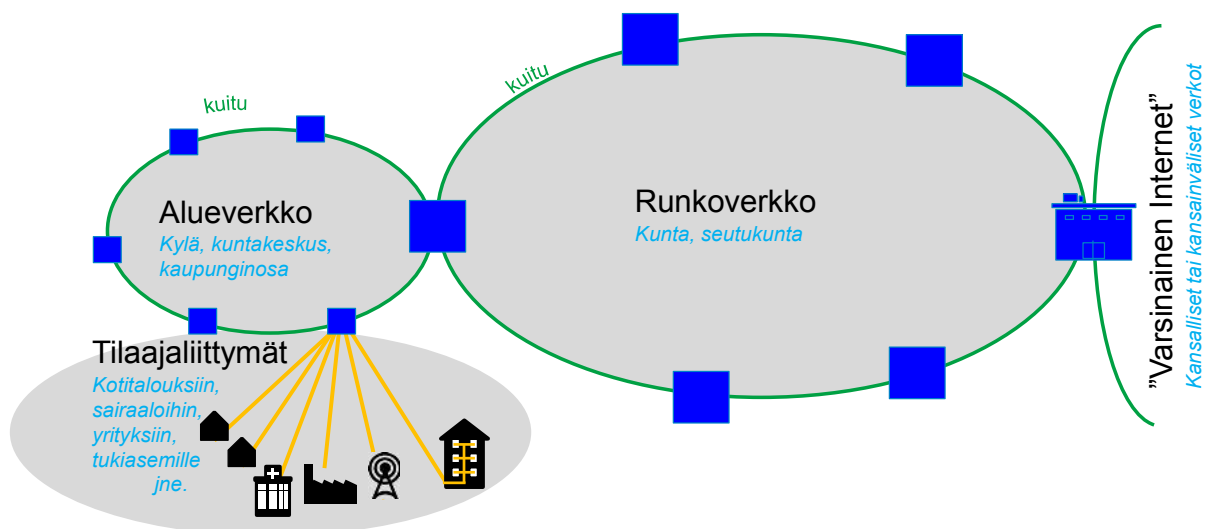 kuitu
Alueverkko
Kylä, kuntakeskus,
kaupunginosa
Tilaajaliittymät
Kotitalouksiin,
sairaaloihin,
yrityksiin,
tukiasemille
jne.
kuitu
Runkoverkko
Kunta, seutukunta
”Varsinainen Internet”
Kansalliset tai kansainväliset verkot